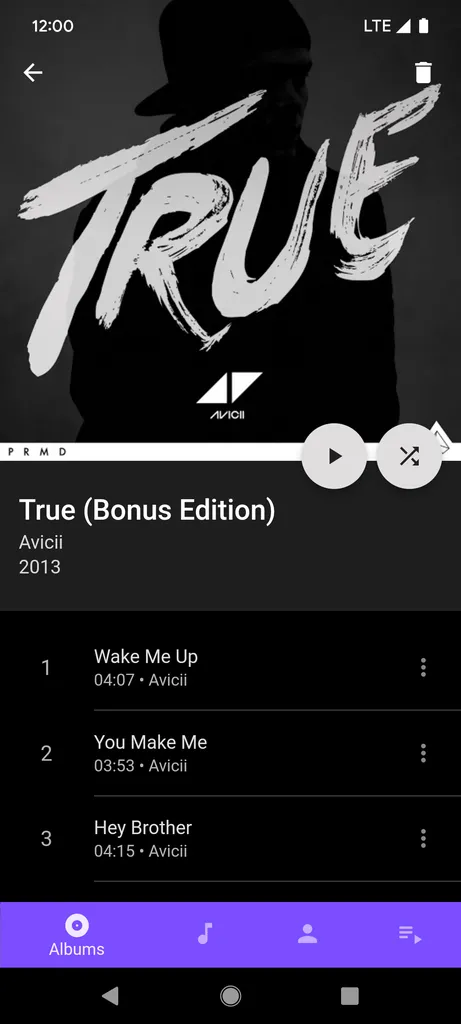 12:00
LTE
TRUE
AVICII
PRMD
True (Bonus Edition)
Avicii
2013
1
Wake Me Up
04:07 • Avicii
2
You Make Me
03:53 • Avicii
3
Hey Brother
04:15 • Avicii
Albums